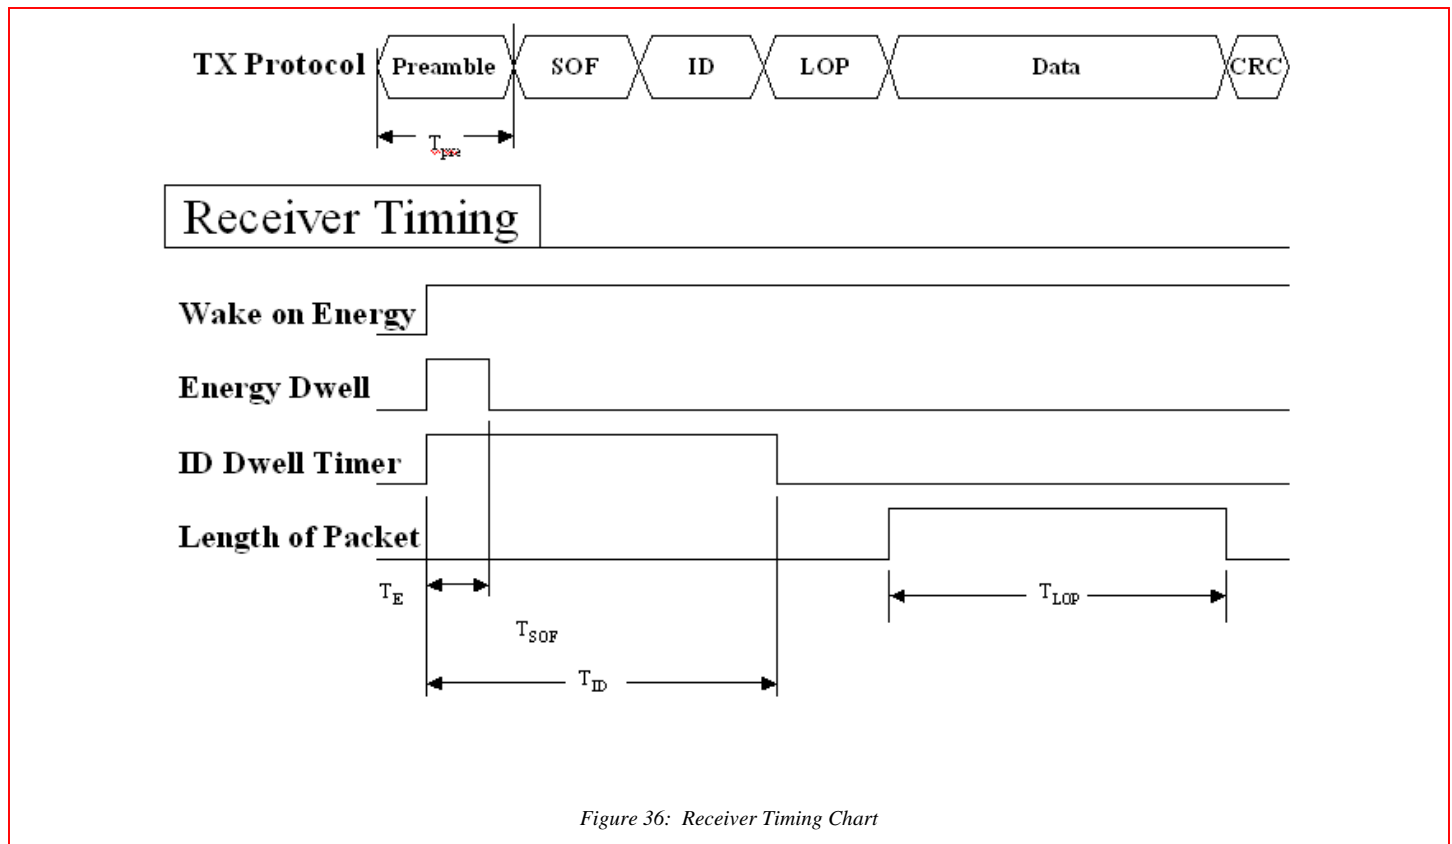 TX Protocol Preamble SOF ID LOP Data CRC
Tpre
Receiver Timing
Wake on Energy
Energy Dwell
ID Dwell Timer
Length of Packet
TE
TLOP
TSOF
TID
Figure 36: Receiver Timing Chart